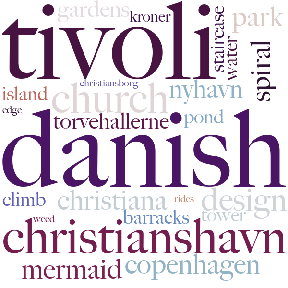 gardens kroner park
tivoli
staircase
water
spiral
christiansborg
island church nyhavn
edge torvehallerne pond
danish
climb christiana design
weed barracks rides tower
christianshavn
mermaid copenhagen